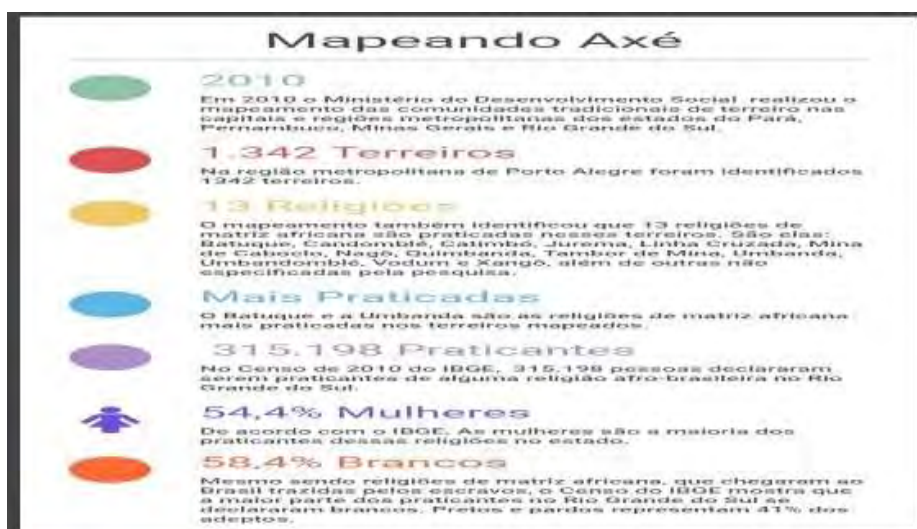 Mapeando Axé
2010
Em 2010 o Ministério do Desenvolvimento Social realizou o
mapeamento das comunidades tradicionais de terreiro nas
capitais e regiões metropolitanas dos estados do Pará,
Pernambuco, Minas Gerais e Rio Grande do Sul.
1.342 Terreiros
Na região metropolitana de Porto Alegre foram identificados
1342 terreiros.
13 Religiões
O mapeamento também identificou que 13 religiões de
matriz africana são praticadas nesses terreiros. São elas:
Batuque, Candomblé, Catimbó, Jurema, Linha Cruzada, Mina
de Caboclo, Nagô, Quimbanda, Tambor de Mina, Umbanda,
Umbandomblé, Vodum e Xangô, além de outras não
especificadas pela pesquisa.
Mais Praticadas
O Batuque e a Umbanda são as religiões de matriz africana
mais praticadas nos terreiros mapeados.
315.198 Praticantes
No Censo de 2010 do IBGE, 315.198 pessoas declararam
serem praticantes de alguma religião afro-brasileira no Rio
Grande do Sul.
54,4% Mulheres
De acordo com o IBGE. As mulheres são a maioria dos
praticantes dessas religiões no estado.
58,4% Brancos
Mesmo sendo religiões de matriz africana, que chegaram ao
Brasil trazidas pelos escravos, o Censo do IBGE mostra que
a maior parte dos praticantes no Rio Grande do Sul se
declararam brancos. Pretos e pardos representam 41% dos
adeptos.